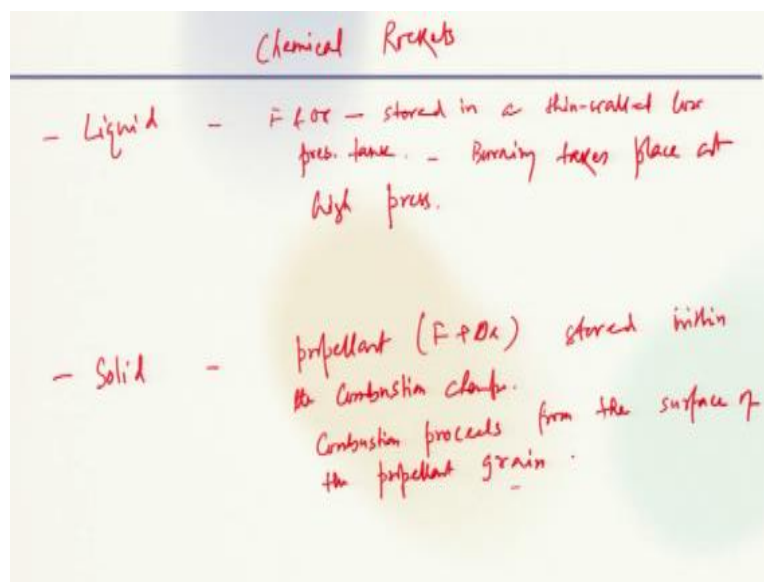 Chemical Rockets
- Liquid - F & OX - stored in a thin-walled low
pres. tank. - Burning takes place at
high press.
- Solid - propellant (F + OX) stored within
the Combustion chamber.
Combustion proceeds from the surface of
the propellant grain.